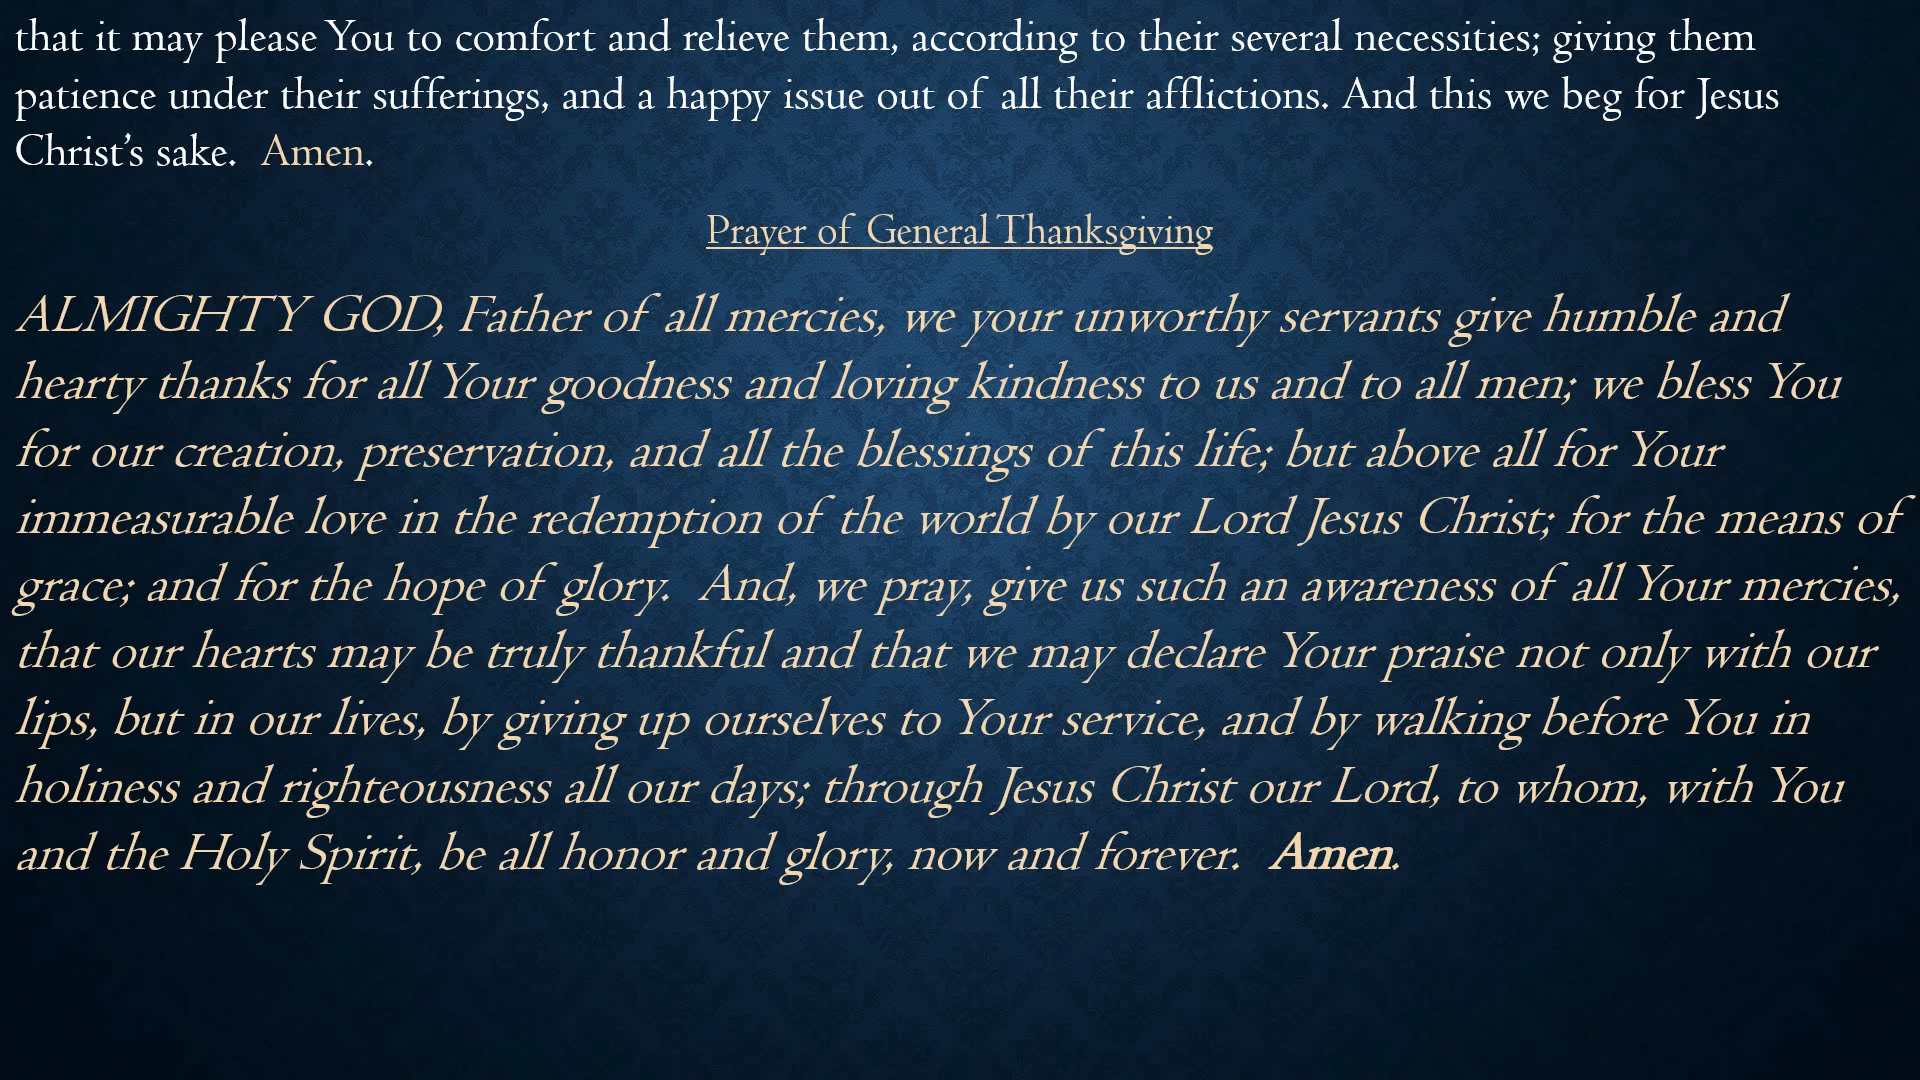 that it may please You to comfort and relieve them, according to their several necessities; giving them
patience under their sufferings, and a happy issue out of all their afflictions. And this we beg for Jesus
Christ’s sake.  Amen.
Prayer of General Thanksgiving
ALMIGHTY GOD, Father of all mercies, we your unworthy servants give humble and
hearty thanks for all Your goodness and loving kindness to us and to all men; we bless You
for our creation, preservation, and all the blessings of this life; but above all for Your
immeasurable love in the redemption of the world by our Lord Jesus Christ; for the means of
grace; and for the hope of glory.  And, we pray, give us such an awareness of all Your mercies,
that our hearts may be truly thankful and that we may declare Your praise not only with our
lips, but in our lives, by giving up ourselves to Your service, and by walking before You in
holiness and righteousness all our days; through Jesus Christ our Lord, to whom, with You
and the Holy Spirit, be all honor and glory, now and forever.  Amen.